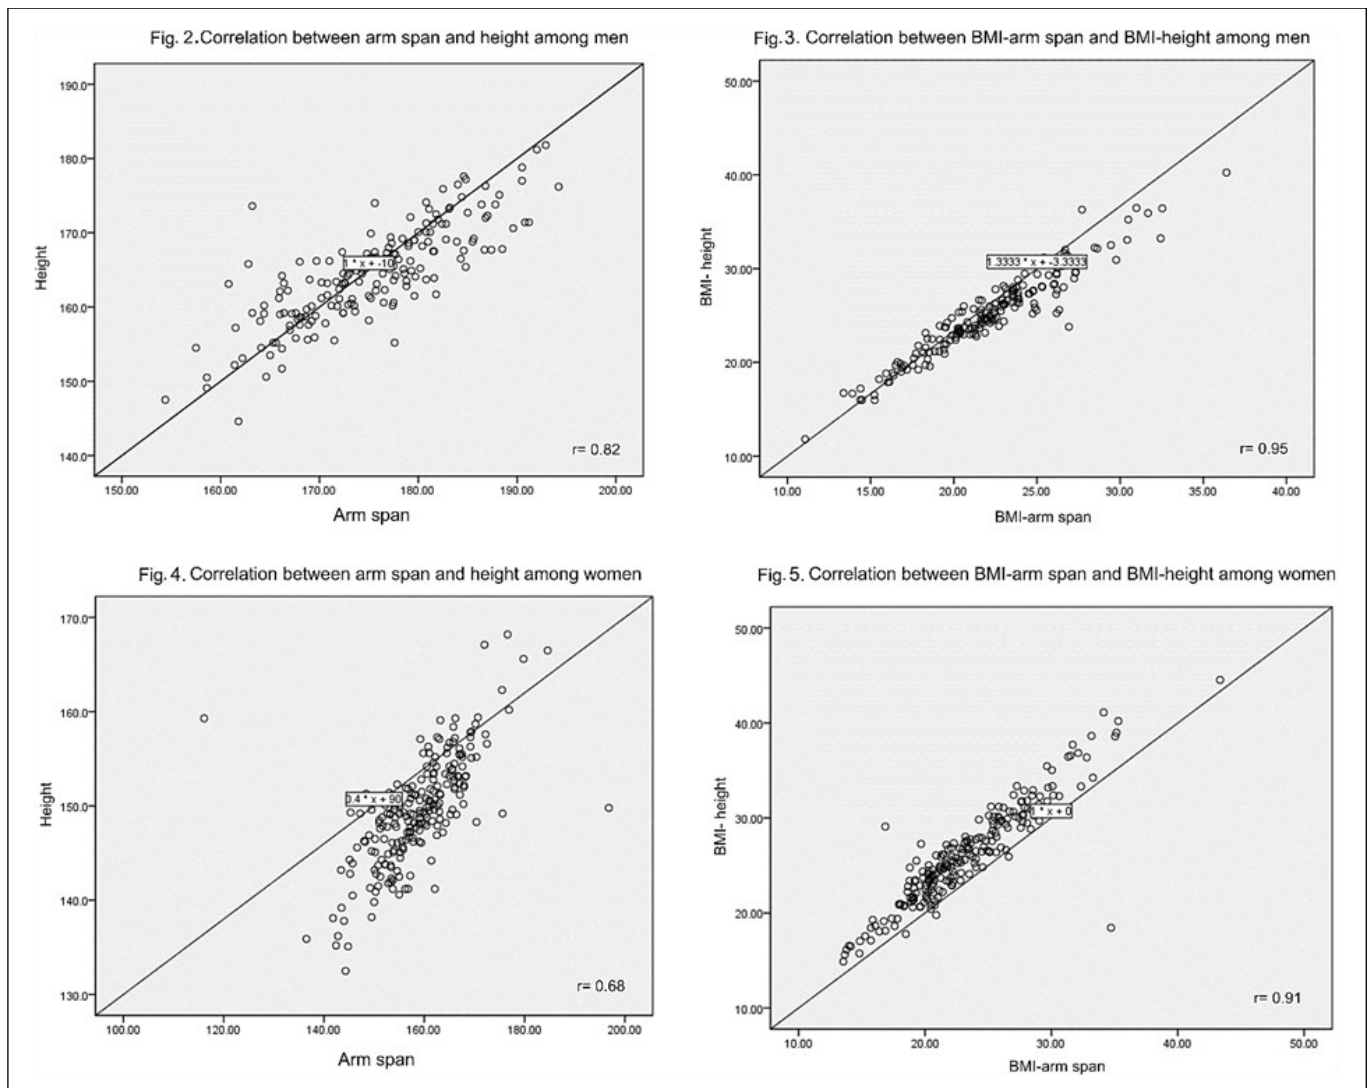 Fig. 2.Correlation between arm span and height among men
190.0
180.0
170.0
160.0
150.0
140.0
Height
1 * x + -10
r= 0.82
150.00 160.00 170.00 180.00 190.00 200.00
Arm span
Fig.3. Correlation between BMI-arm span and BMI-height among men
50.00
40.00
30.00
20.00
10.00
BMI- height
1.3333 * x + -3.3333
r= 0.95
10.00 15.00 20.00 25.00 30.00 35.00 40.00
BMI-arm span
Fig. 4. Correlation between arm span and height among women
170.0
160.0
150.0
140.0
130.0
Height
0.4 * x + 90
r= 0.68
100.00 120.00 140.00 160.00 180.00 200.00
Arm span
Fig. 5. Correlation between BMI-arm span and BMI-height among women
50.00
40.00
30.00
20.00
10.00
BMI- height
1 * x + 0
r= 0.91
10.00 20.00 30.00 40.00 50.00
BMI-arm span